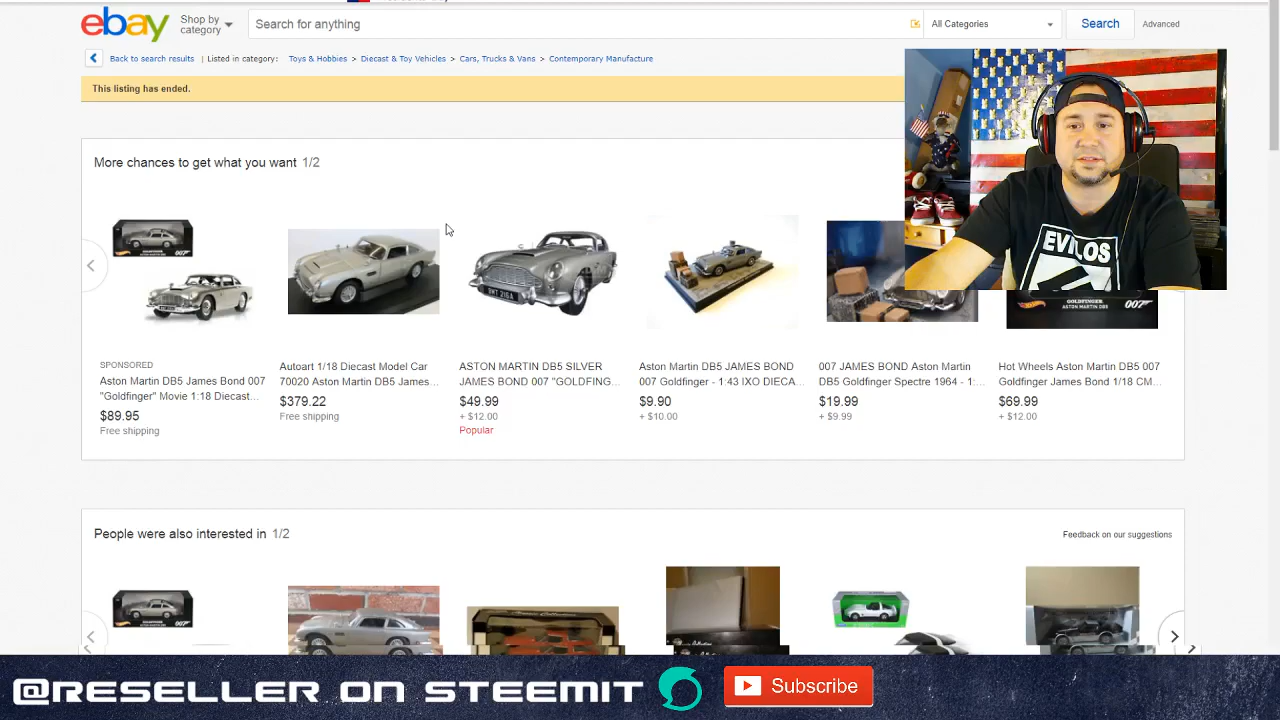 ebay
Shop by
category
Search for anything
All Categories
Search
Advanced
Back to search results | Listed in category: Toys & Hobbies > Diecast & Toy Vehicles > Cars, Trucks & Vans > Contemporary Manufacture
This listing has ended.
More chances to get what you want 1/2
SPONSORED
Aston Martin DB5 James Bond 007
"Goldfinger" Movie 1:18 Diecast...
$89.95
Free shipping
Autoart 1/18 Diecast Model Car
70020 Aston Martin DB5 James...
$379.22
Free shipping
BMT 216A
ASTON MARTIN DB5 SILVER
JAMES BOND 007 "GOLDFING...
$49.99
+ $12.00
Popular
Aston Martin DB5 JAMES BOND
007 Goldfinger - 1:43 IXO DIECA...
$9.90
+ $10.00
007 JAMES BOND Aston Martin
DB5 Goldfinger Spectre 1964 - 1:...
$19.99
+ $9.99
GOLDFINGER
ASTON MARTIN DB5
007
Hot Wheels Aston Martin DB5 007
Goldfinger James Bond 1/18 CM...
$69.99
+ $12.00
People were also interested in 1/2
Feedback on our suggestions
@RESELLER ON STEEMIT
Subscribe